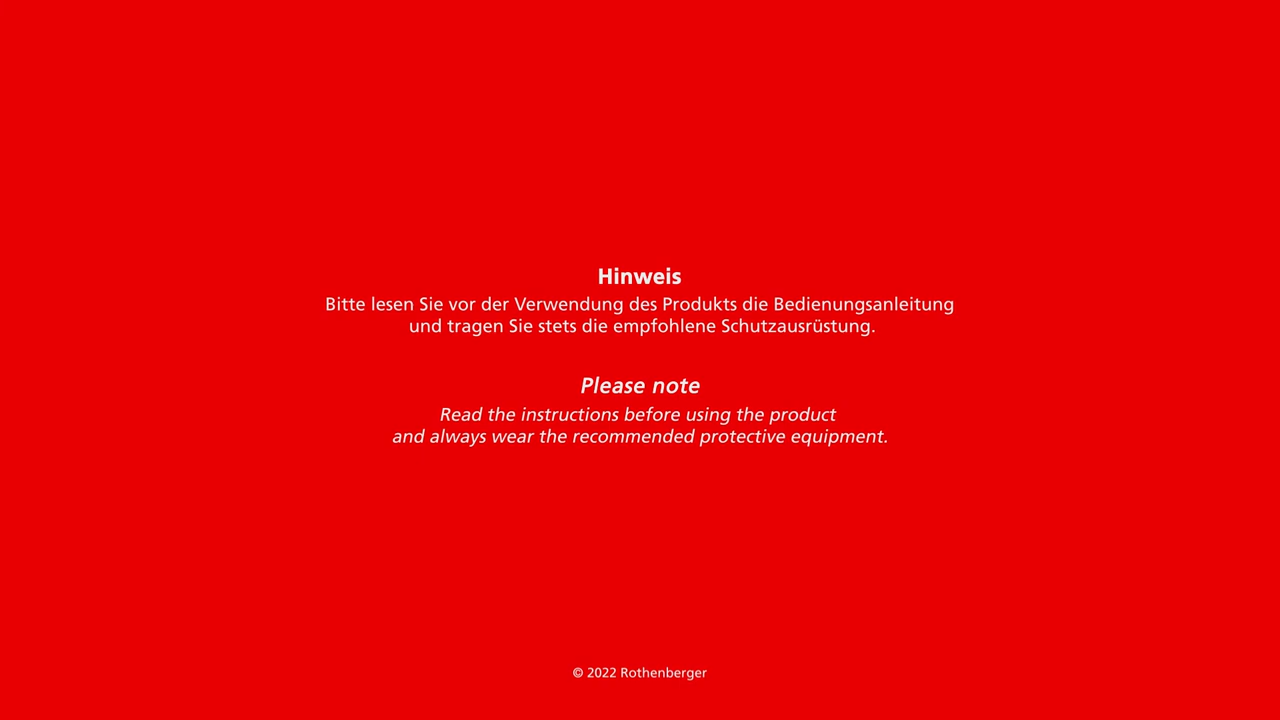 Hinweis
Bitte lesen Sie vor der Verwendung des Produkts die Bedienungsanleitung
und tragen Sie stets die empfohlene Schutzausrüstung.
Please note
Read the instructions before using the product
and always wear the recommended protective equipment.
© 2022 Rothenberger